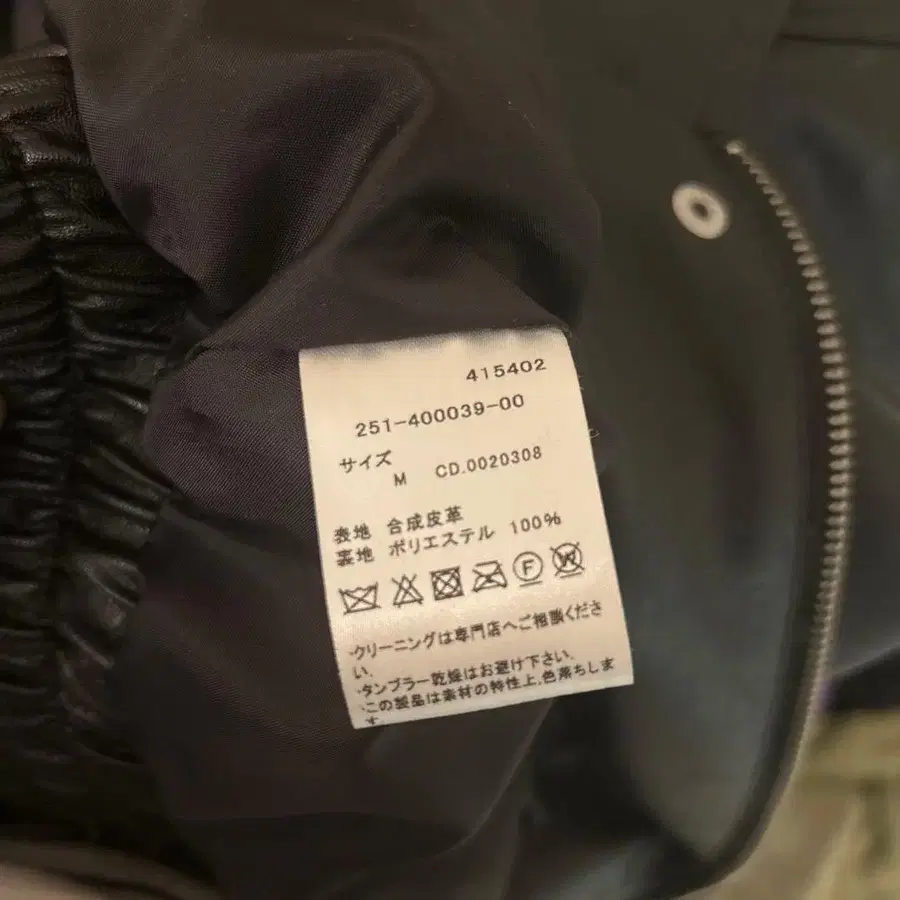 415402
251-400039-00
サイズ
M CD.0020308
表地 合成皮革
裏地 ポリエステル 100%
F W
・クリーニングは専門店へご相談くださ
い.
・タンブラー乾燥はお避け下さい.
・この製品は素材の特性上,色落ちしま
す.